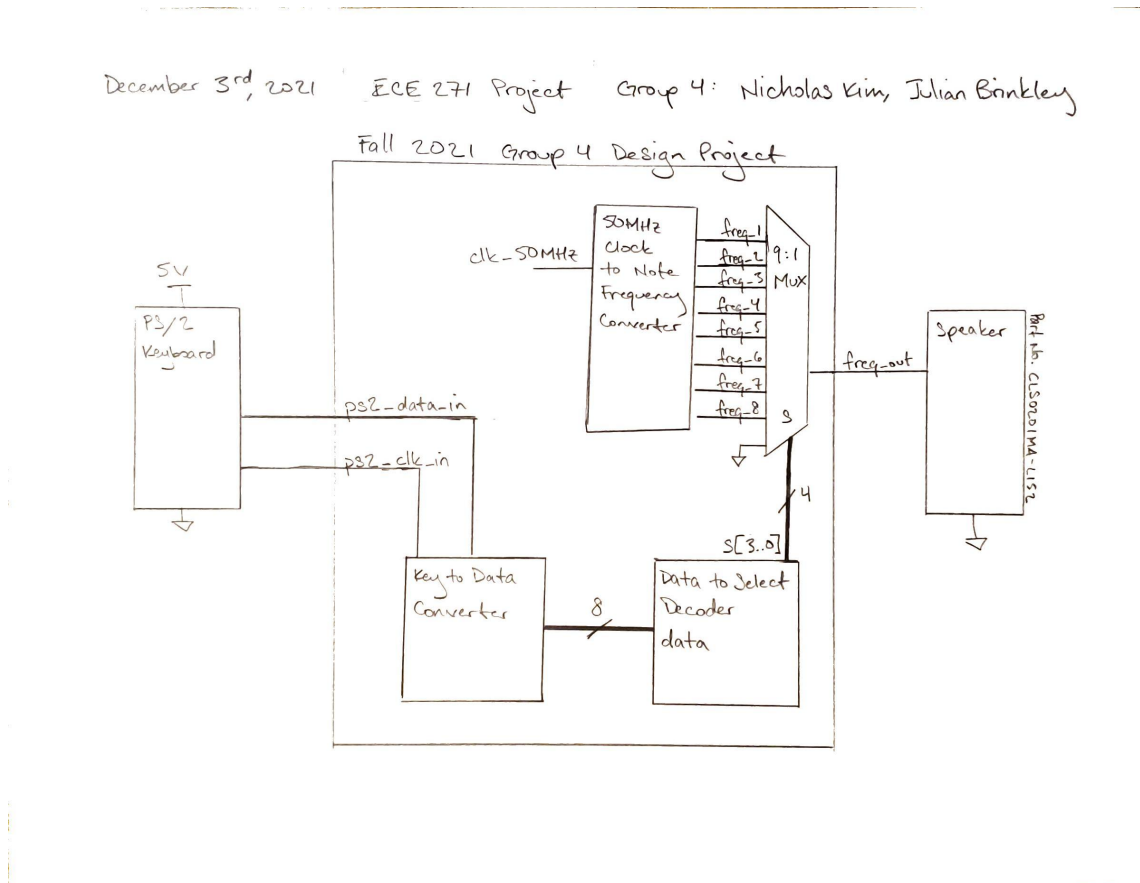 December 3rd, 2021 ECE 271 Project Group 4: Nicholas Kim, Julian Brinkley
Fall 2021 Group 4 Design Project
50MHz
Clock
to Note
Frequency
Converter
clk_50MHz
freq_1
freq_2
freq_3
freq_4
freq_5
freq_6
freq_7
freq_8
9:1
Mux
S
5V
PS/2
Keyboard
ps2_data_in
ps2_clk_in
freq_out
Speaker
Part No. CLS0201MA-L152
4
S[3..0]
Key to Data
Converter
8
Data to Select
Decoder
data